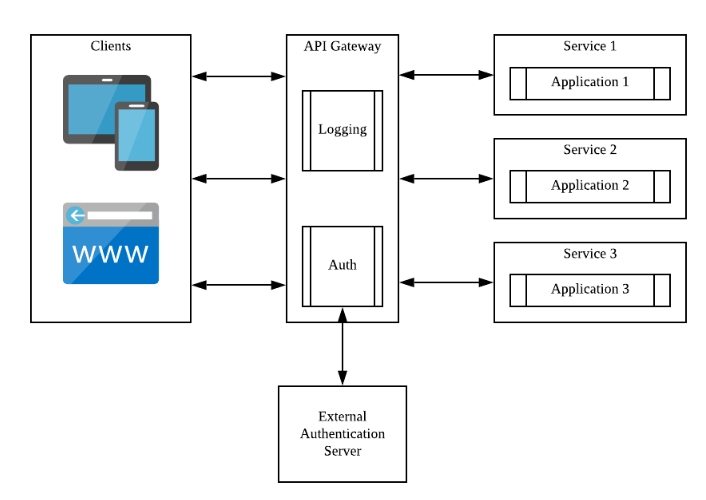 Clients
WWW
API Gateway
Logging
Auth
Service 1
Application 1
Service 2
Application 2
Service 3
Application 3
External
Authentication
Server